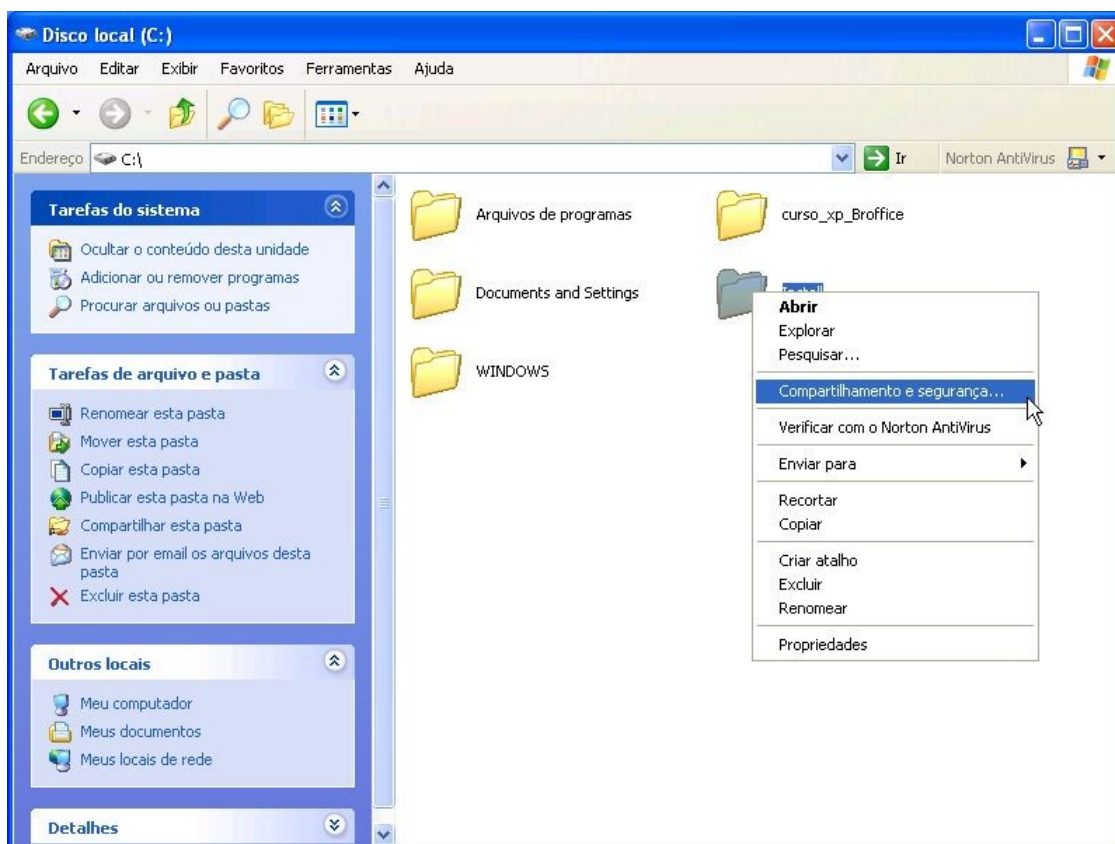 Disco local (C:)
Arquivo Editar Exibir Favoritos Ferramentas Ajuda
Endereço C:\ Ir Norton AntiVirus
Tarefas do sistema
Ocultar o conteúdo desta unidade
Adicionar ou remover programas
Procurar arquivos ou pastas
Tarefas de arquivo e pasta
Renomear esta pasta
Mover esta pasta
Copiar esta pasta
Publicar esta pasta na Web
Compartilhar esta pasta
Enviar por email os arquivos desta
pasta
Excluir esta pasta
Outros locais
Meu computador
Meus documentos
Meus locais de rede
Detalhes
Arquivos de programas
curso_xp_Broffice
Documents and Settings
Install
WINDOWS
Abrir
Explorar
Pesquisar...
Compartilhamento e segurança...
Verificar com o Norton AntiVirus
Enviar para
Recortar
Copiar
Criar atalho
Excluir
Renomear
Propriedades